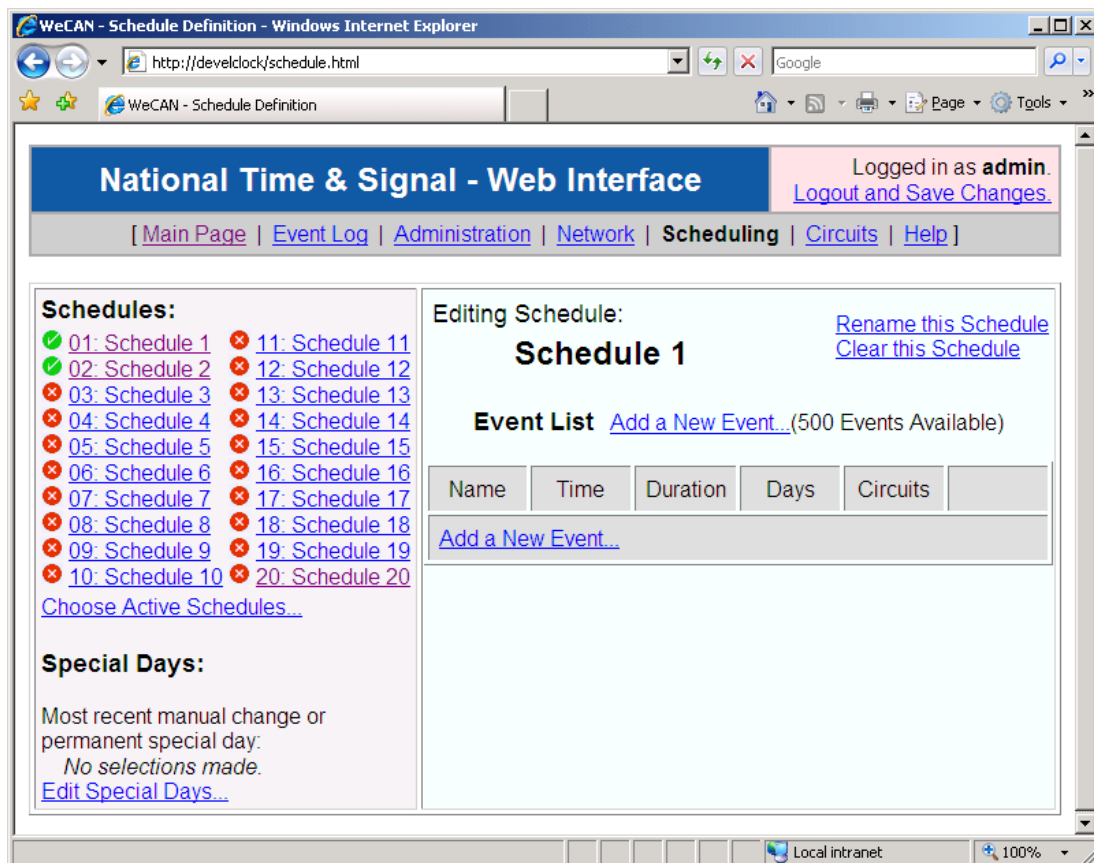 WeCAN - Schedule Definition - Windows Internet Explorer
http://develclock/schedule.html
Google
WeCAN - Schedule Definition
Page
Tools
»
National Time & Signal - Web Interface
Logged in as admin.
Logout and Save Changes.
[ Main Page | Event Log | Administration | Network | Scheduling | Circuits | Help ]
Schedules:
01: Schedule 1 11: Schedule 11
02: Schedule 2 12: Schedule 12
03: Schedule 3 13: Schedule 13
04: Schedule 4 14: Schedule 14
05: Schedule 5 15: Schedule 15
06: Schedule 6 16: Schedule 16
07: Schedule 7 17: Schedule 17
08: Schedule 8 18: Schedule 18
09: Schedule 9 19: Schedule 19
10: Schedule 10 20: Schedule 20
Choose Active Schedules...
Special Days:
Most recent manual change or
permanent special day:
No selections made.
Edit Special Days...
Editing Schedule:
Schedule 1
Rename this Schedule
Clear this Schedule
Event List Add a New Event...(500 Events Available)
Name Time Duration Days Circuits
Add a New Event...
Local intranet
100%